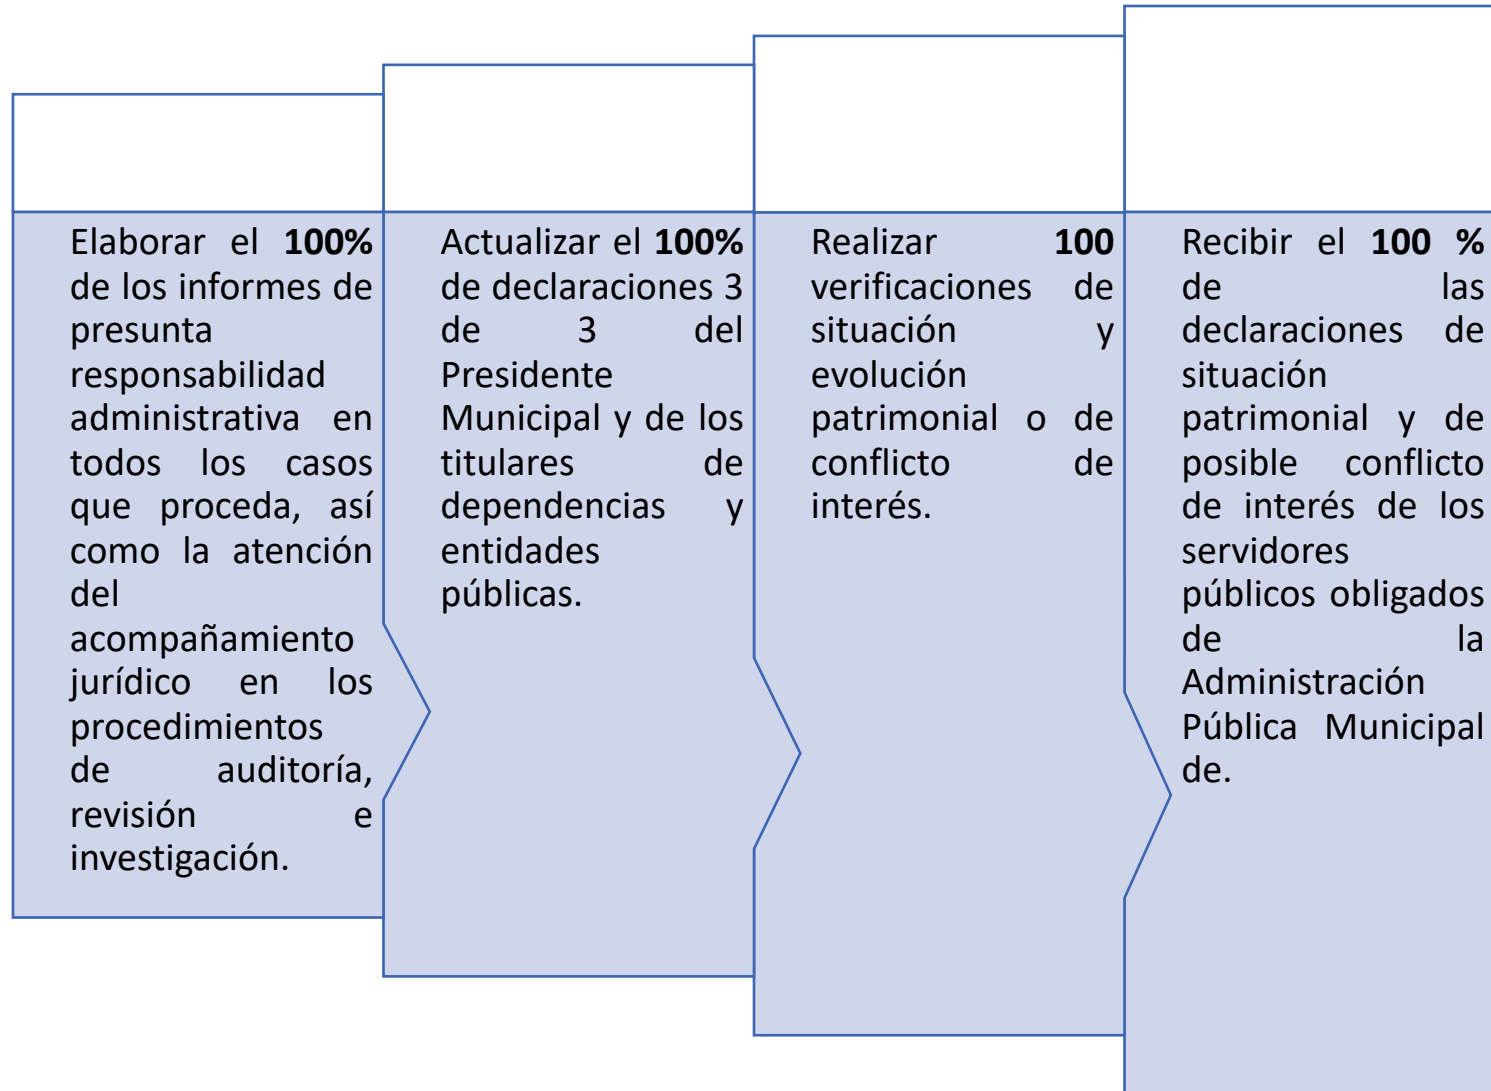 Elaborar el 100%
de los informes de
presunta
responsabilidad
administrativa en
todos los casos
que proceda, así
como la atención
del
acompañamiento
jurídico en los
procedimientos
de auditoría,
revisión e
investigación.
Actualizar el 100%
de declaraciones 3
de 3 del
Presidente
Municipal y de los
titulares de
dependencias y
entidades
públicas.
Realizar 100
verificaciones de
situación y
evolución
patrimonial o de
conflicto de
interés.
Recibir el 100 %
de las
declaraciones de
situación
patrimonial y de
posible conflicto
de interés de los
servidores
públicos obligados
de la
Administración
Pública Municipal
de.